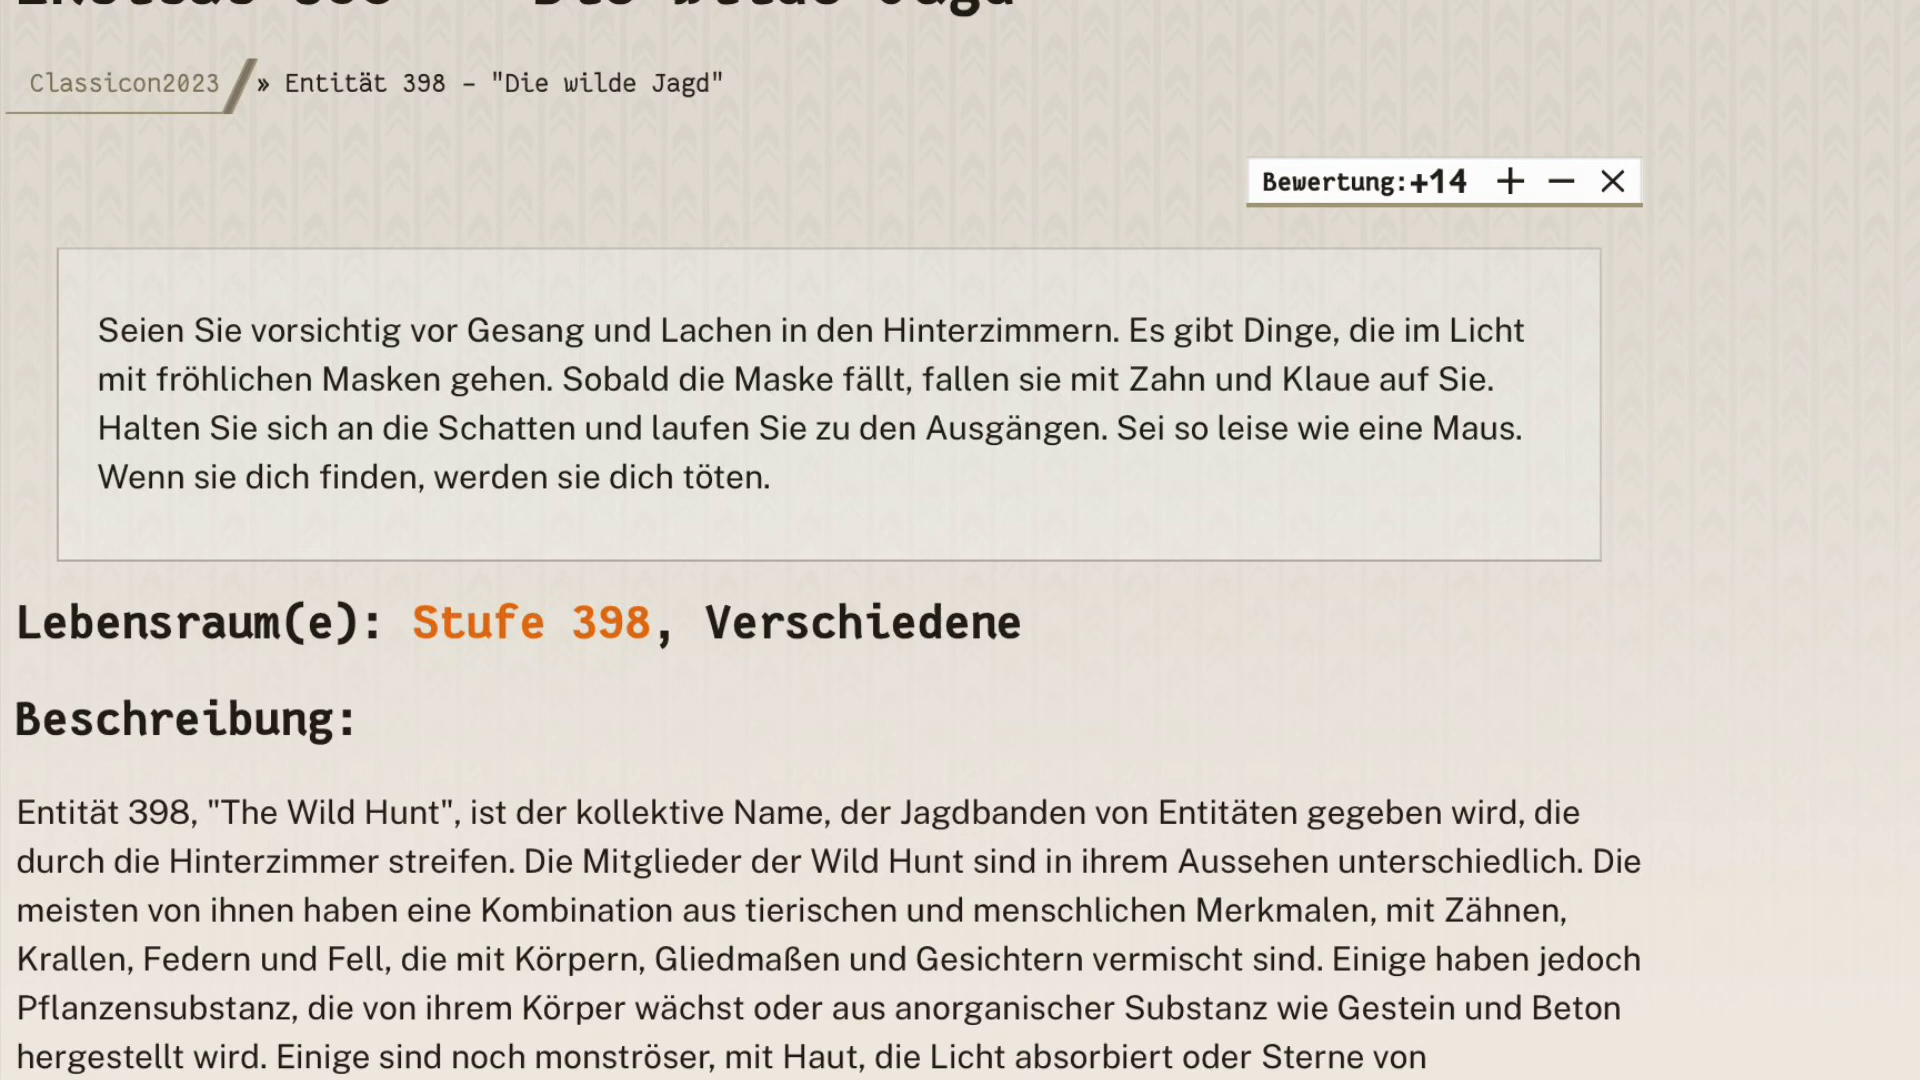 Classicon2023 » Entität 398 – "Die wilde Jagd"
Bewertung:+14 + − ×
Seien Sie vorsichtig vor Gesang und Lachen in den Hinterzimmern. Es gibt Dinge, die im Licht
mit fröhlichen Masken gehen. Sobald die Maske fällt, fallen sie mit Zahn und Klaue auf Sie.
Halten Sie sich an die Schatten und laufen Sie zu den Ausgängen. Sei so leise wie eine Maus.
Wenn sie dich finden, werden sie dich töten.
Lebensraum(e): Stufe 398, Verschiedene
Beschreibung:
Entität 398, "The Wild Hunt", ist der kollektive Name, der Jagdbanden von Entitäten gegeben wird, die
durch die Hinterzimmer streifen. Die Mitglieder der Wild Hunt sind in ihrem Aussehen unterschiedlich. Die
meisten von ihnen haben eine Kombination aus tierischen und menschlichen Merkmalen, mit Zähnen,
Krallen, Federn und Fell, die mit Körpern, Gliedmaßen und Gesichtern vermischt sind. Einige haben jedoch
Pflanzensubstanz, die von ihrem Körper wächst oder aus anorganischer Substanz wie Gestein und Beton
hergestellt wird. Einige sind noch monströser, mit Haut, die Licht absorbiert oder Sterne von